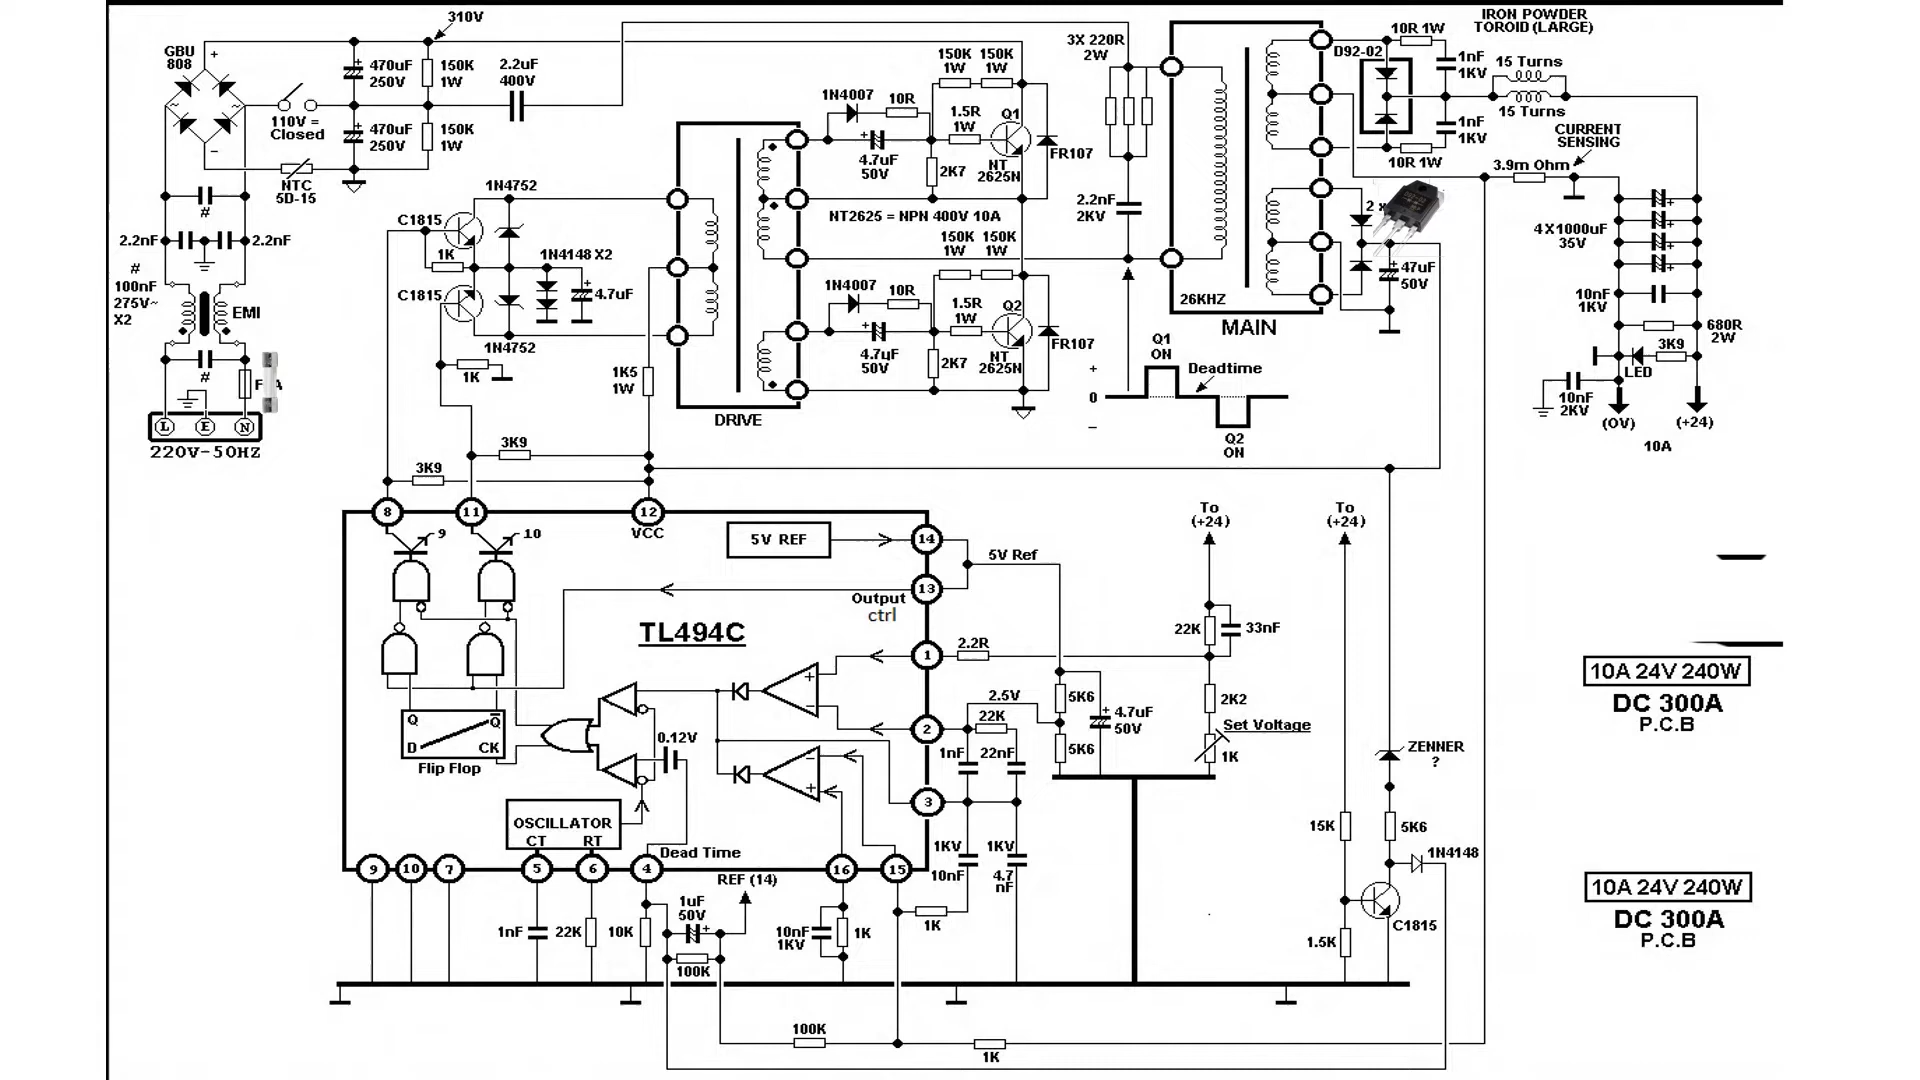 310V
GBU
808
+
~
~
−
470uF
250V
150K
1W
2.2uF
400V
110V =
Closed
470uF
250V
150K
1W
NTC
5D-15
#
2.2nF
2.2nF
#
100nF
275V~
X2
EMI
#
L
E
N
220V-50HZ
1N4752
C1815
1K
1N4148 X2
C1815
4.7uF
1N4752
1K
1K5
1W
3K9
3K9
DRIVE
150K
1W
150K
1W
1N4007
10R
1.5R
1W
Q1
4.7uF
50V
2K7
NT
2625N
FR107
NT2625 = NPN 400V 10A
150K
1W
150K
1W
1N4007
10R
1.5R
1W
Q2
4.7uF
50V
2K7
NT
2625N
FR107
3X 220R
2W
2.2nF
2KV
26KHZ
MAIN
Q1
ON
Deadtime
+
0
−
Q2
ON
IRON POWDER
TOROID (LARGE)
10R 1W
D92-02
1nF
1KV
15 Turns
15 Turns
1nF
1KV
10R 1W
CURRENT
SENSING
3.9m Ohm
2 x
47uF
50V
4X1000uF
35V
10nF
1KV
680R
2W
3K9
LED
10nF
2KV
(0V)
(+24)
10A
8
11
12
VCC
9
10
5V REF
14
5V Ref
13
Output
ctrl
TL494C
1
2.2R
2
2.5V
22K
1nF
22nF
3
5K6
5K6
4.7uF
50V
To
(+24)
22K
33nF
2K2
Set Voltage
1K
To
(+24)
ZENNER
?
15K
5K6
1N4148
C1815
1.5K
Q
Q̅
D
CK
Flip Flop
0.12V
OSCILLATOR
CT
RT
Dead Time
9
10
7
5
6
4
16
15
REF (14)
1nF
22K
10K
1uF
50V
100K
10nF
1KV
1K
1KV
10nF
1KV
4.7
nF
1K
100K
1K
10A 24V 240W
DC 300A
P.C.B
10A 24V 240W
DC 300A
P.C.B